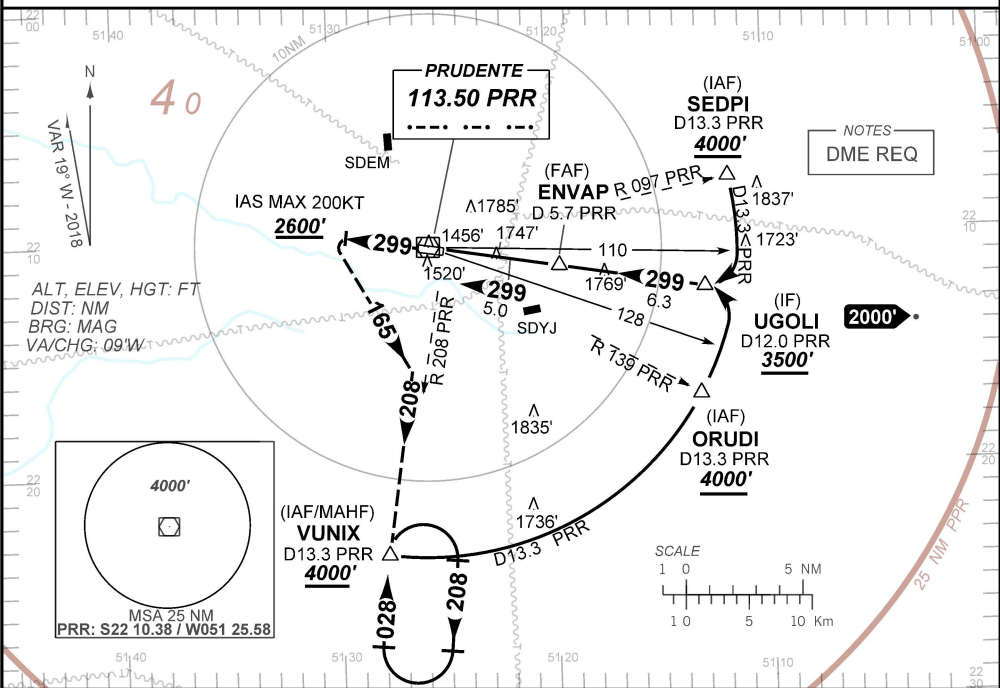 22
00
51 40
51 30
51 20
51 10
51 00
10NM
4 0
N
VAR 19° W - 2018
PRUDENTE
113.50 PRR
SDEM
(IAF)
SEDPI
D13.3 PRR
4000'
NOTES
DME REQ
(FAF)
ENVAP
D 5.7 PRR
R 097 PRR
D13.3 PRR
1837'
1723'
IAS MAX 200KT
2600'
299
1785'
1456'
1747'
110
1520'
1769'
299
6.3
299
5.0
SDYJ
128
22
10
22
10
ALT, ELEV, HGT: FT
DIST: NM
BRG: MAG
VA/CHG: 09'W
165
R 208 PRR
208
R 139 PRR
(IF)
UGOLI
D12.0 PRR
3500'
2000'
1835'
(IAF)
ORUDI
D13.3 PRR
4000'
22
20
22
20
4000'
MSA 25 NM
PRR: S22 10.38 / W051 25.58
(IAF/MAHF)
VUNIX
D13.3 PRR
4000'
1736'
D13.3 PRR
028
208
SCALE
1 0 5 NM
1 0 5 10 Km
25 NM PPR
51 40
51 30
51 20
51 10
22
30